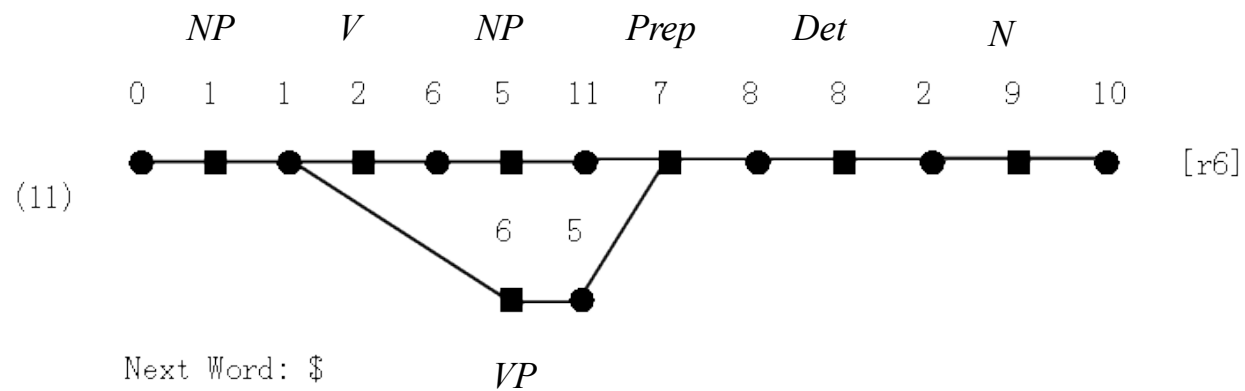 NP V NP Prep Det N
0 1 1 2 6 5 11 7 8 8 2 9 10
[r6]
(11)
6 5
Next Word: $ VP